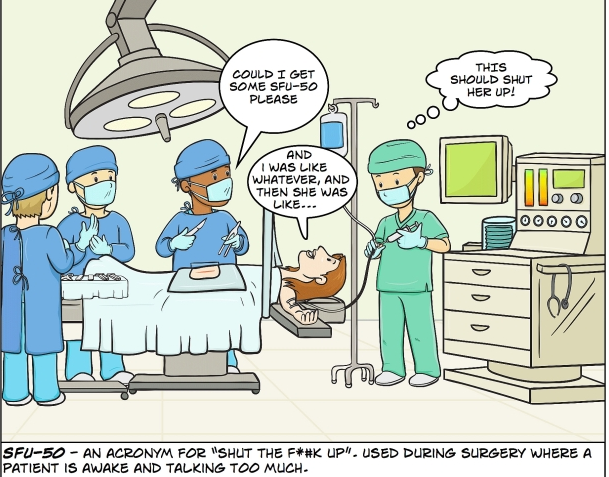 COULD I GET
SOME SFU-50
PLEASE
THIS
SHOULD SHUT
HER UP!
AND
I WAS LIKE
WHATEVER, AND
THEN SHE WAS
LIKE...
SFU-50 - AN ACRONYM FOR "SHUT THE F*#K UP". USED DURING SURGERY WHERE A
PATIENT IS AWAKE AND TALKING TOO MUCH.